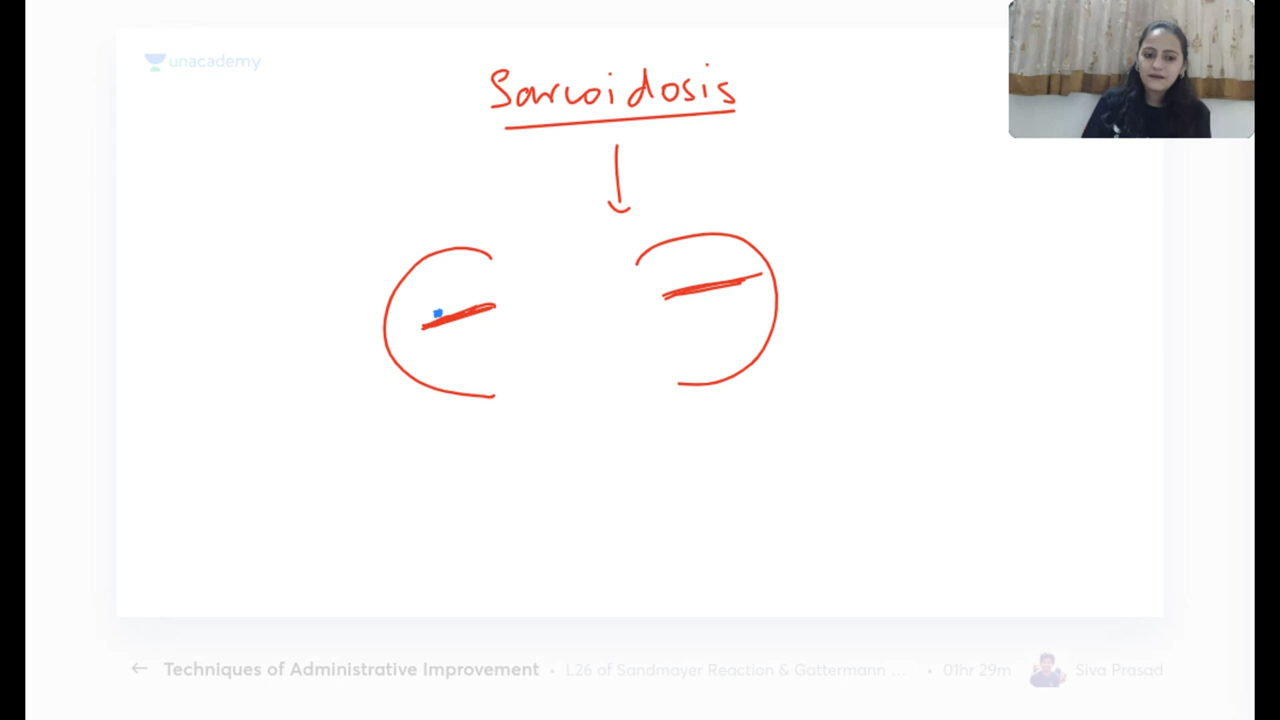 unacademy
Sarcoidosis
← Techniques of Administrative Improvement • L26 of Sandmayer Reaction & Gattermann ... • 01hr 29m Siva Prasad